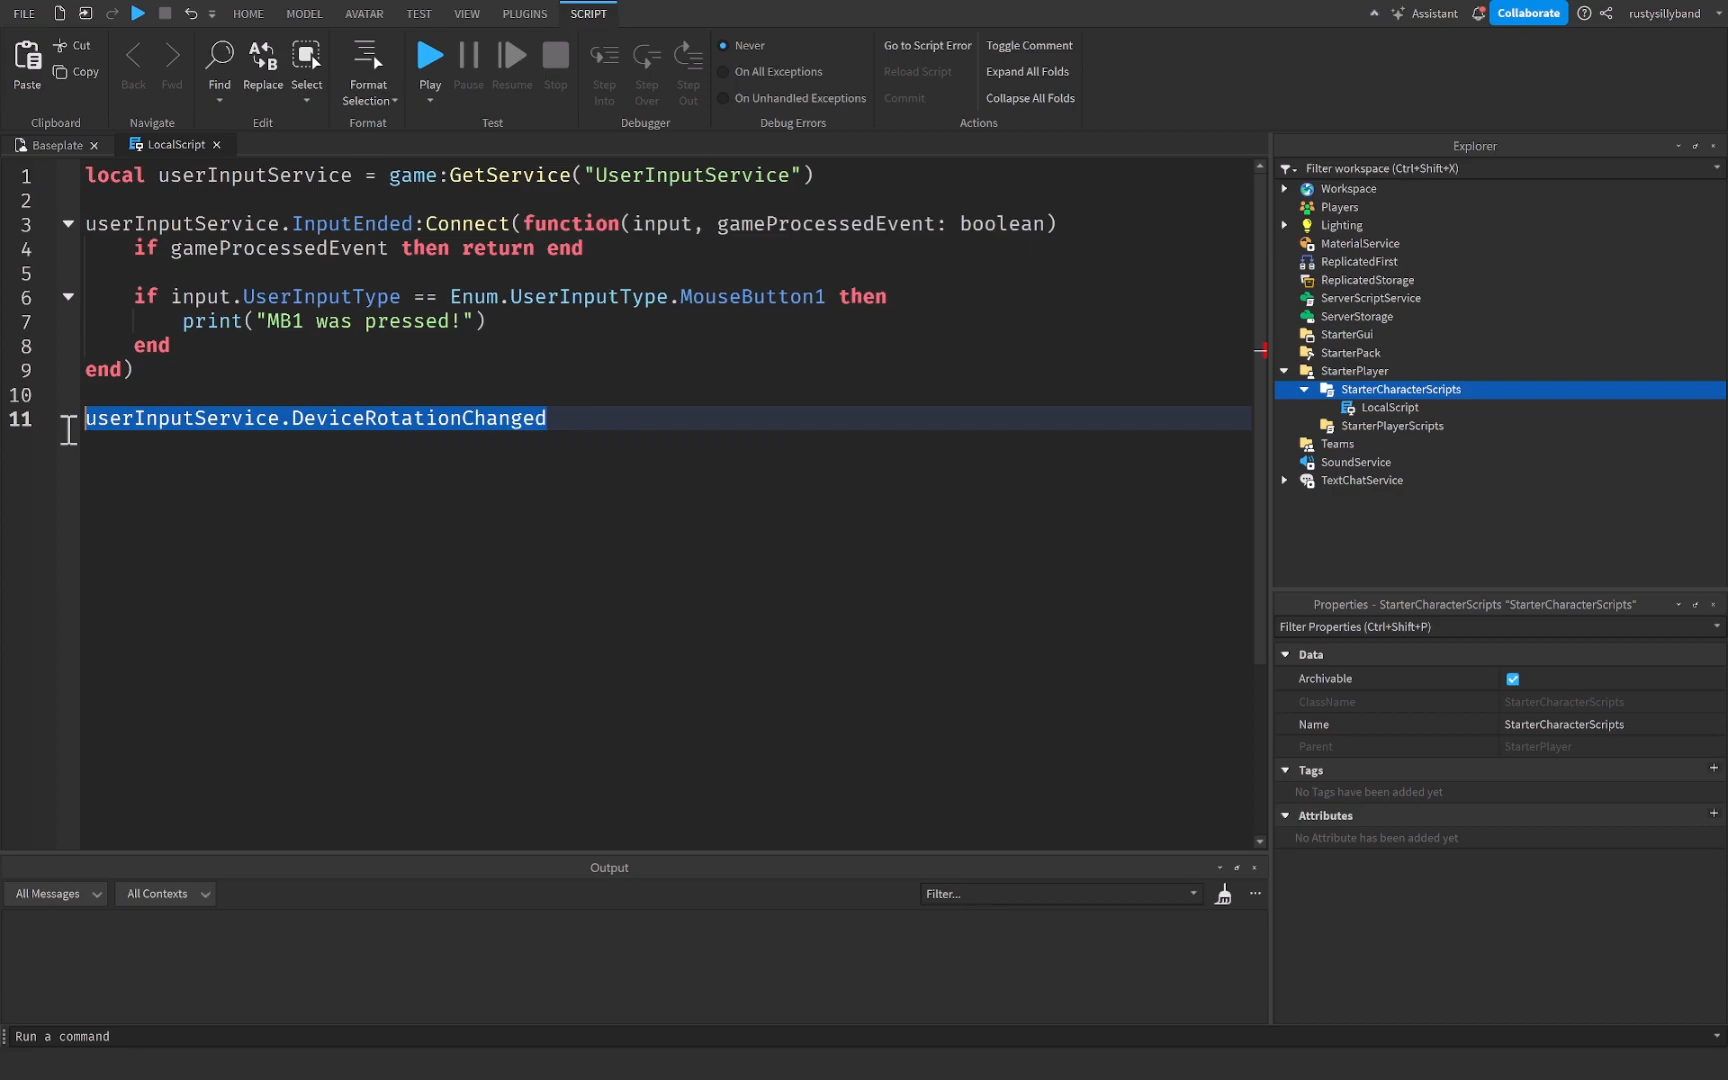 FILE HOME MODEL AVATAR TEST VIEW PLUGINS SCRIPT Assistant Collaborate rustysillyband
Paste Cut Copy
Clipboard
Back Fwd
Navigate
Find Replace Select
Edit
Format Selection
Format
Play Pause Resume Stop
Test
Step Into Step Over Step Out
Debugger
Never
On All Exceptions
On Unhandled Exceptions
Debug Errors
Go to Script Error Toggle Comment
Reload Script Expand All Folds
Commit Collapse All Folds
Actions
Baseplate LocalScript
1 local userInputService = game:GetService("UserInputService")
2
3 userInputService.InputEnded:Connect(function(input, gameProcessedEvent: boolean)
4 if gameProcessedEvent then return end
5
6 if input.UserInputType == Enum.UserInputType.MouseButton1 then
7 print("MB1 was pressed!")
8 end
9 end)
10
11 userInputService.DeviceRotationChanged
Explorer
Filter workspace (Ctrl+Shift+X)
Workspace
Players
Lighting
MaterialService
ReplicatedFirst
ReplicatedStorage
ServerScriptService
ServerStorage
StarterGui
StarterPack
StarterPlayer
StarterCharacterScripts
LocalScript
StarterPlayerScripts
Teams
SoundService
TextChatService
Properties - StarterCharacterScripts "StarterCharacterScripts"
Filter Properties (Ctrl+Shift+P)
Data
Archivable
ClassName StarterCharacterScripts
Name StarterCharacterScripts
Parent StarterPlayer
Tags
No Tags have been added yet
Attributes
No Attribute has been added yet
Output
All Messages All Contexts Filter...
Run a command